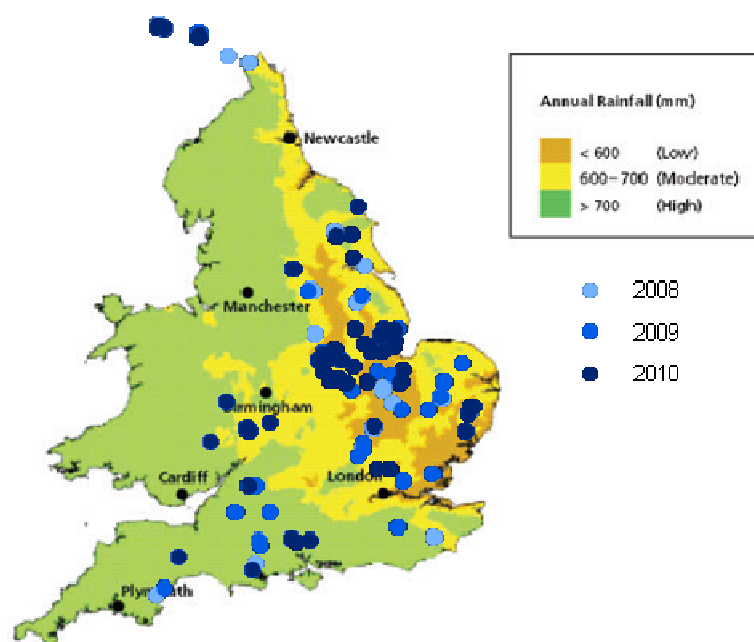 Newcastle
Manchester
Birmingham
Cardiff
London
Plymouth
Annual Rainfall (mm)
< 600 (Low)
600–700 (Moderate)
> 700 (High)
2008
2009
2010